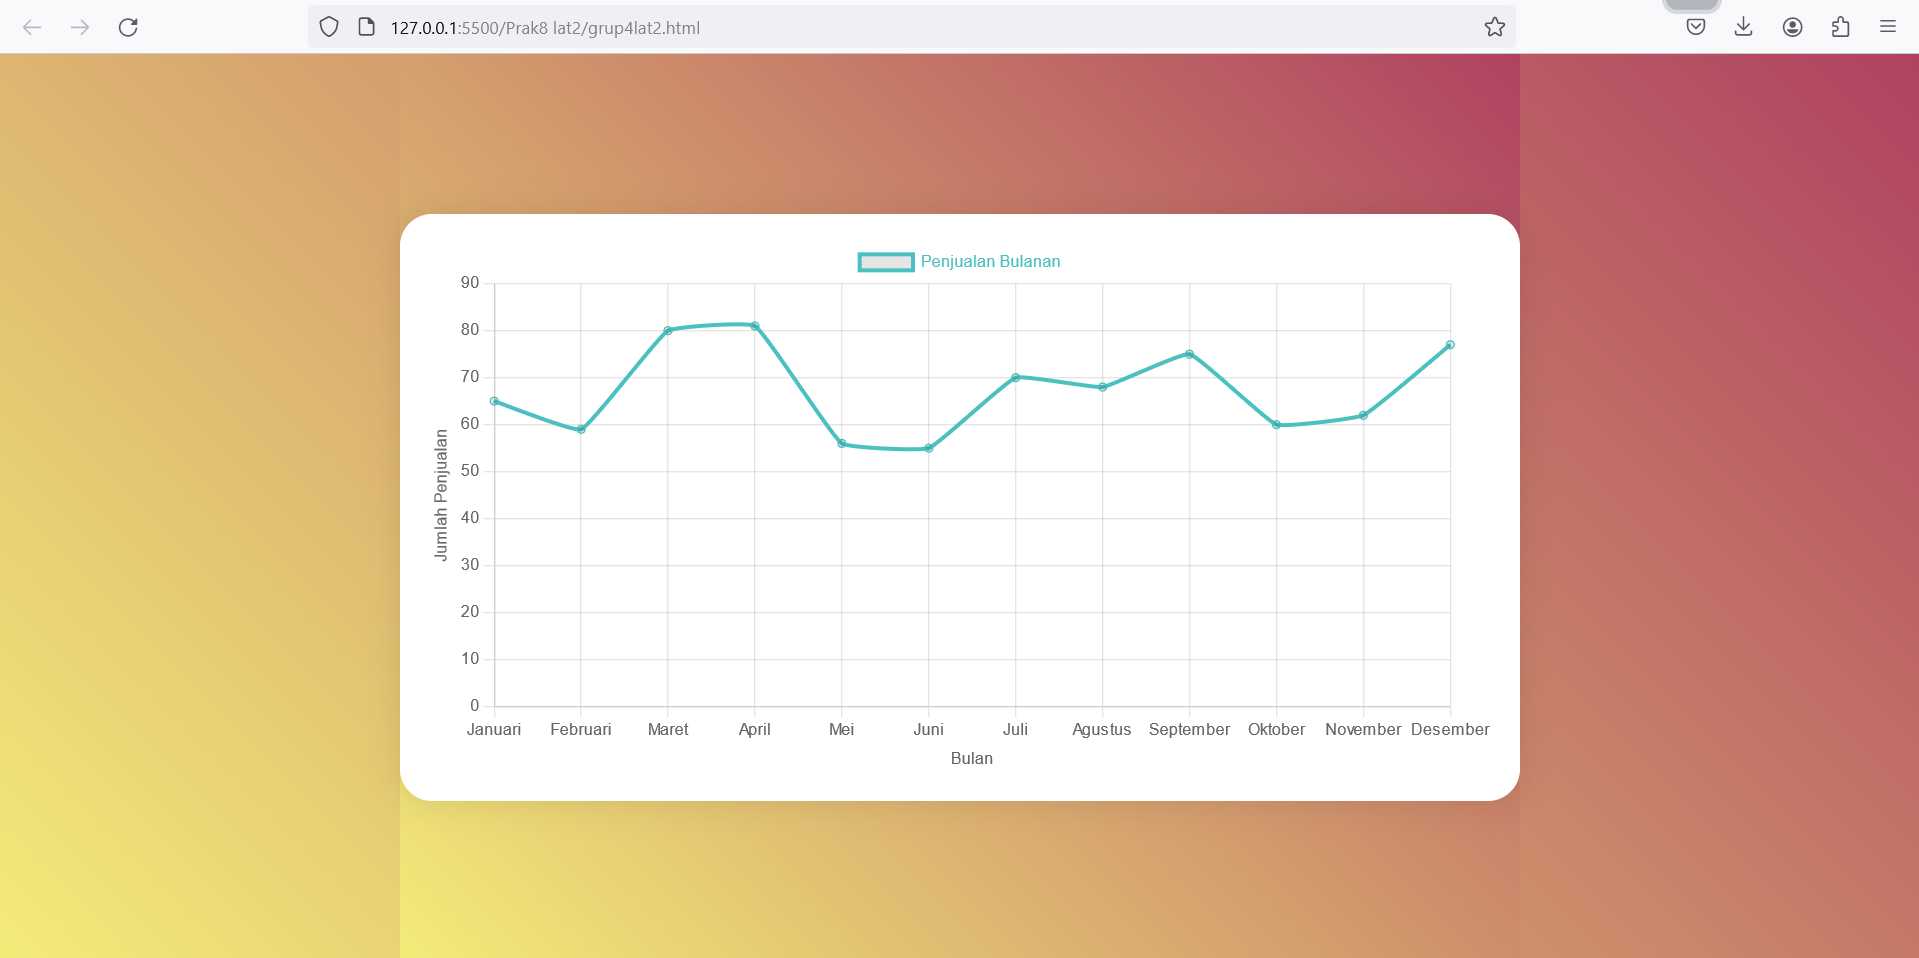 127.0.0.1:5500/Prak8 lat2/grup4lat2.html
Penjualan Bulanan
90
80
70
60
50
40
30
20
10
0
Jumlah Penjualan
Januari Februari Maret April Mei Juni Juli Agustus September Oktober November Desember
Bulan